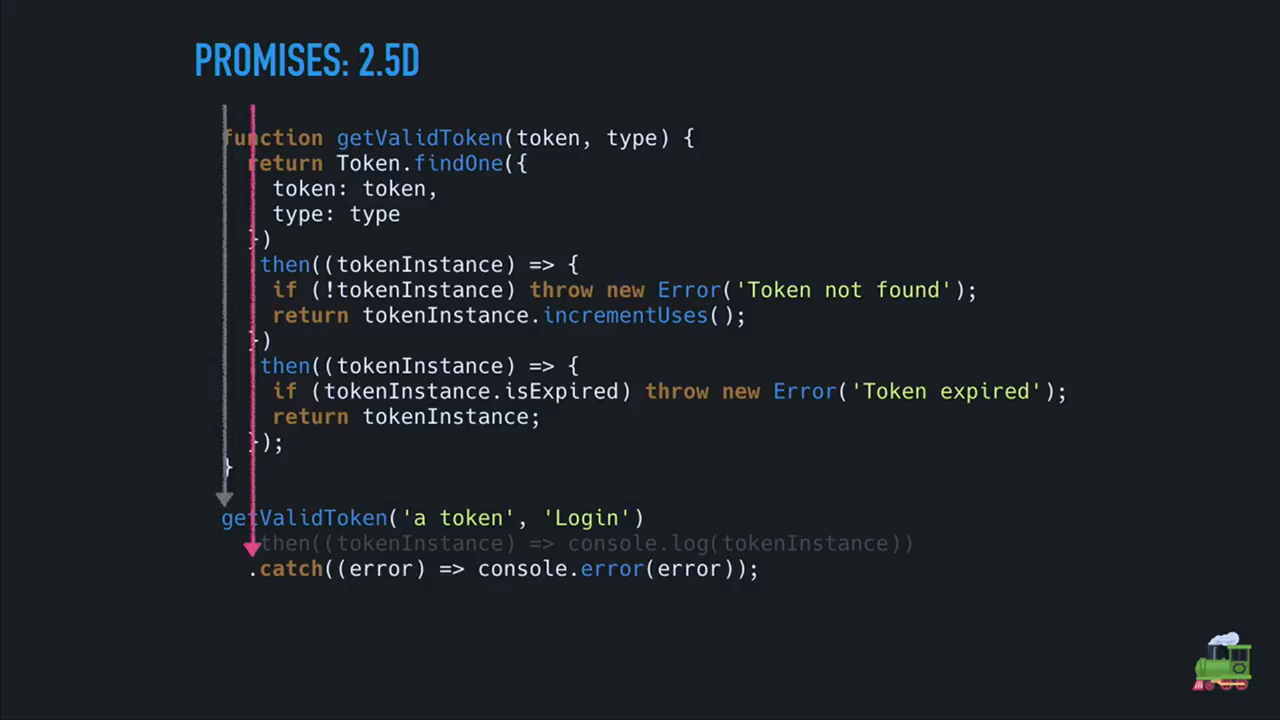 PROMISES: 2.5D
function getValidToken(token, type) {
return Token.findOne({
token: token,
type: type
})
then((tokenInstance) => {
if (!tokenInstance) throw new Error('Token not found');
return tokenInstance.incrementUses();
})
then((tokenInstance) => {
if (tokenInstance.isExpired) throw new Error('Token expired');
return tokenInstance;
});
}
getValidToken('a token', 'Login')
then((tokenInstance) => console.log(tokenInstance))
.catch((error) => console.error(error));